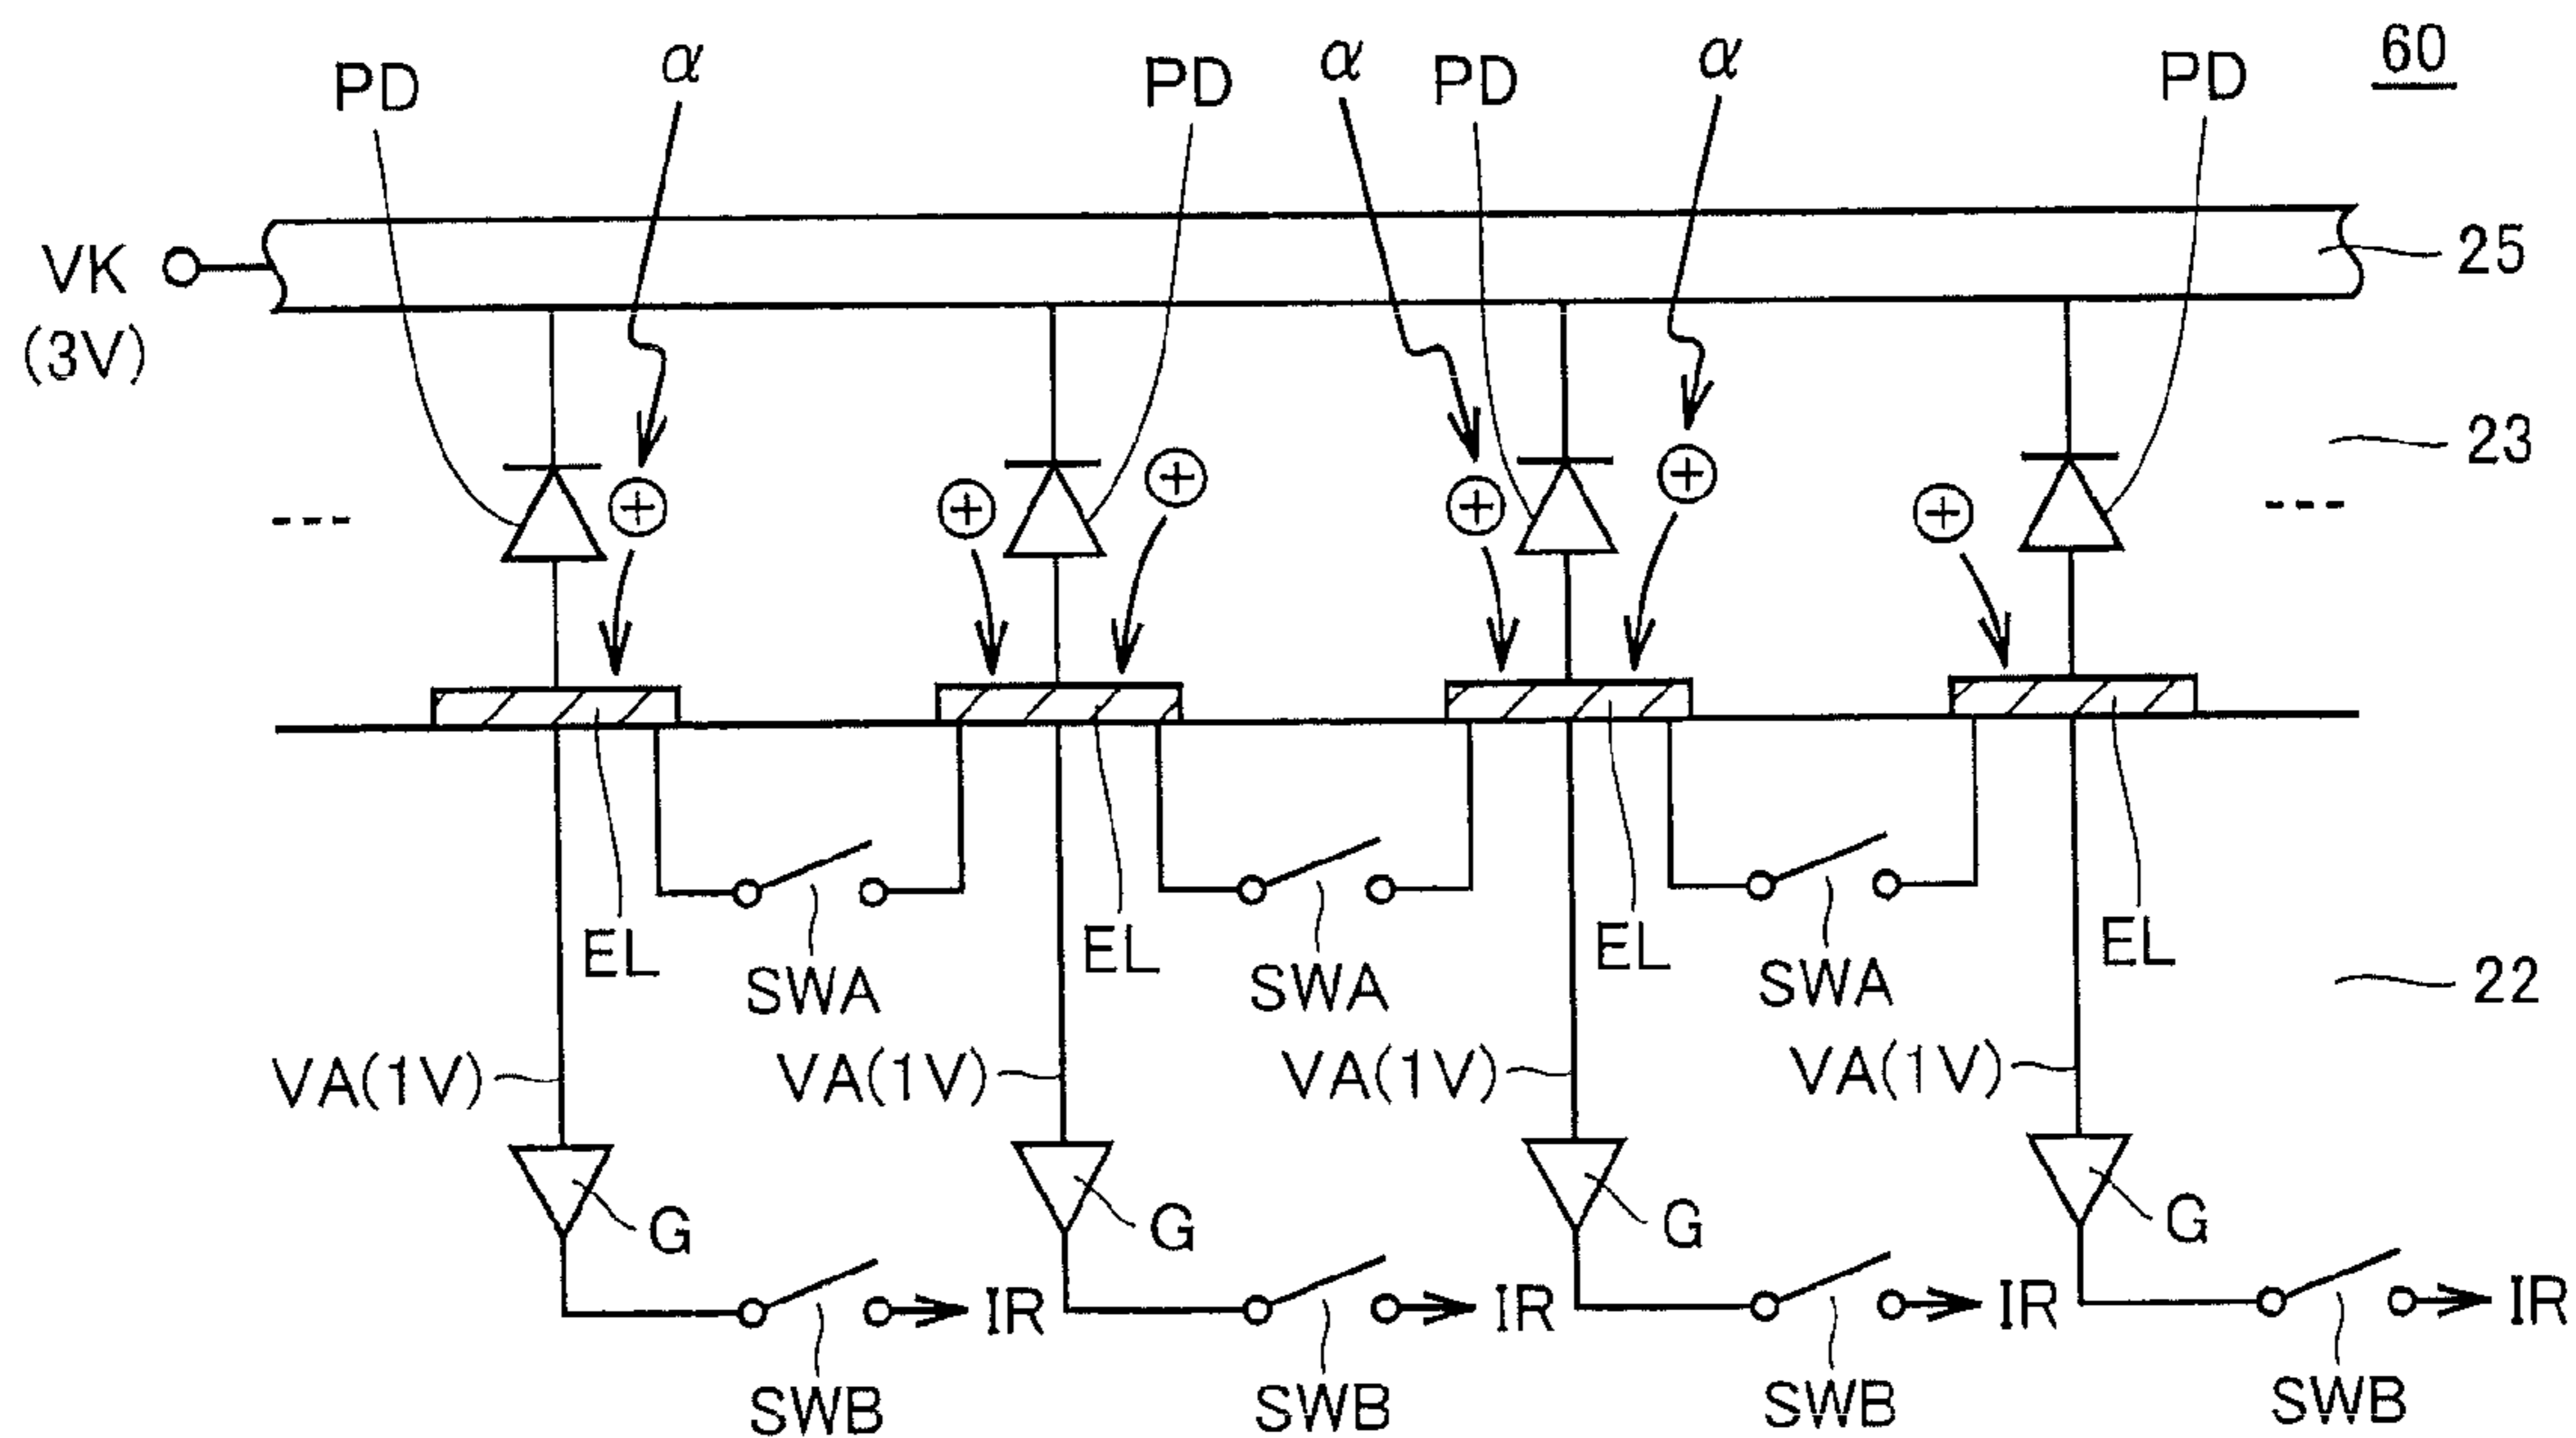 PD α PD α PD α PD 60
VK 25
(3V)
23
EL EL EL EL
SWA SWA SWA 22
VA(1V) VA(1V) VA(1V) VA(1V)
G G G G
IR IR IR IR
SWB SWB SWB SWB